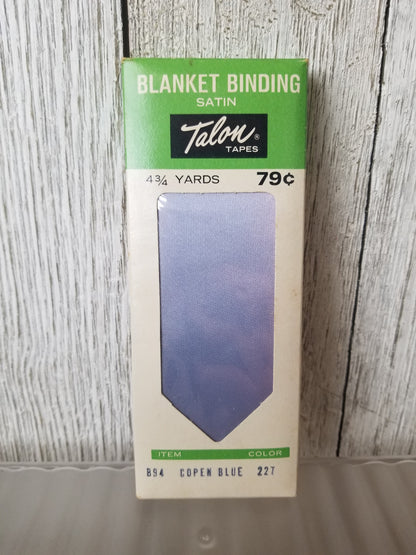 BLANKET BINDING
SATIN
Talon®
TAPES
4¾ YARDS 79¢
ITEM COLOR
B94 COPEN BLUE 227